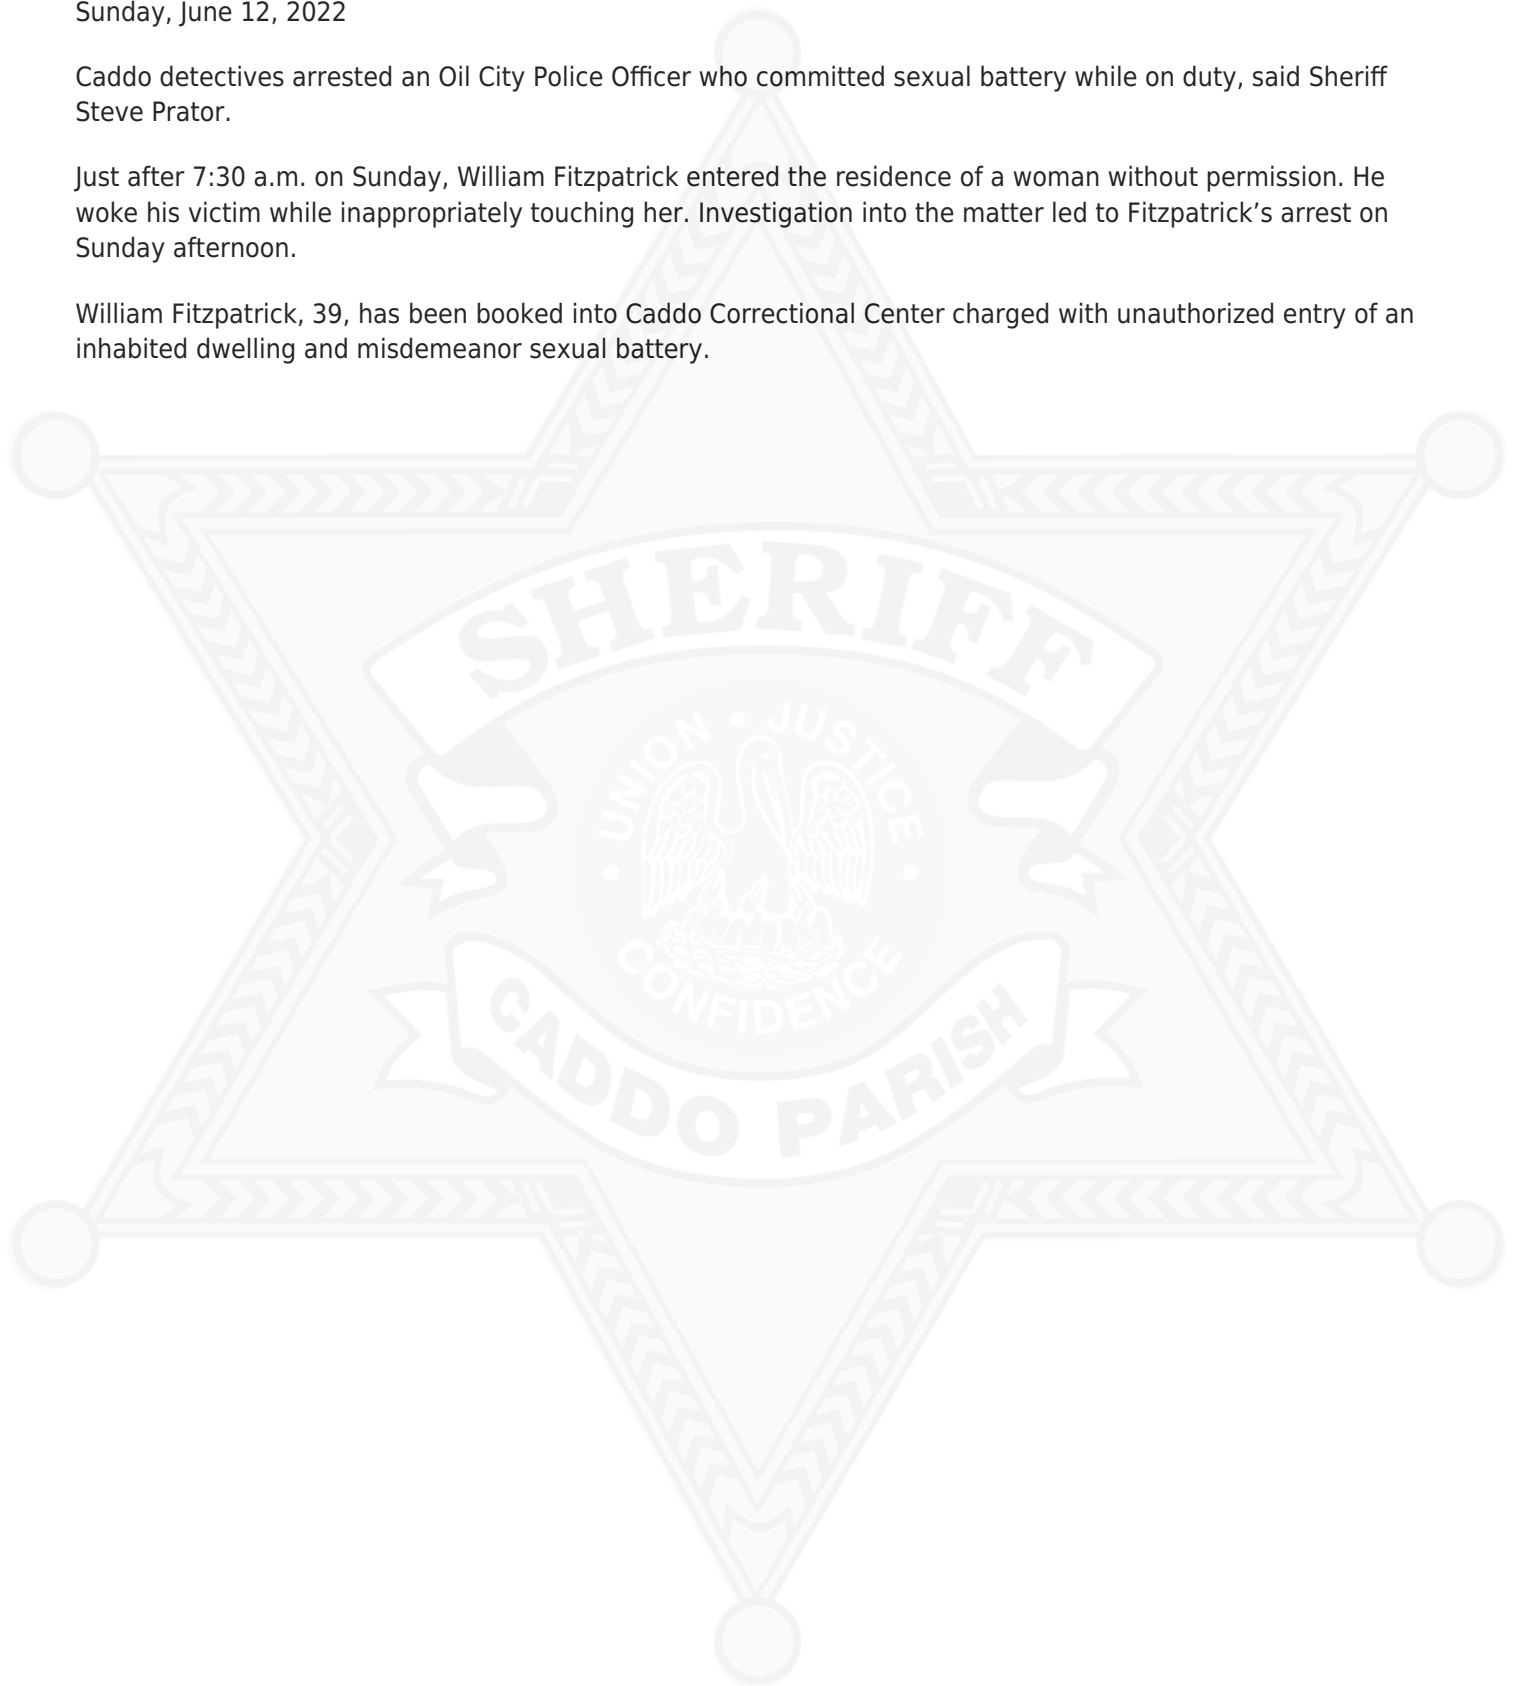 Sunday, June 12, 2022
Caddo detectives arrested an Oil City Police Officer who committed sexual battery while on duty, said Sheriff
Steve Prator.
Just after 7:30 a.m. on Sunday, William Fitzpatrick entered the residence of a woman without permission. He
woke his victim while inappropriately touching her. Investigation into the matter led to Fitzpatrick’s arrest on
Sunday afternoon.
William Fitzpatrick, 39, has been booked into Caddo Correctional Center charged with unauthorized entry of an
inhabited dwelling and misdemeanor sexual battery.
SHERIFF
UNION • JUSTICE
• CONFIDENCE •
CADDO PARISH